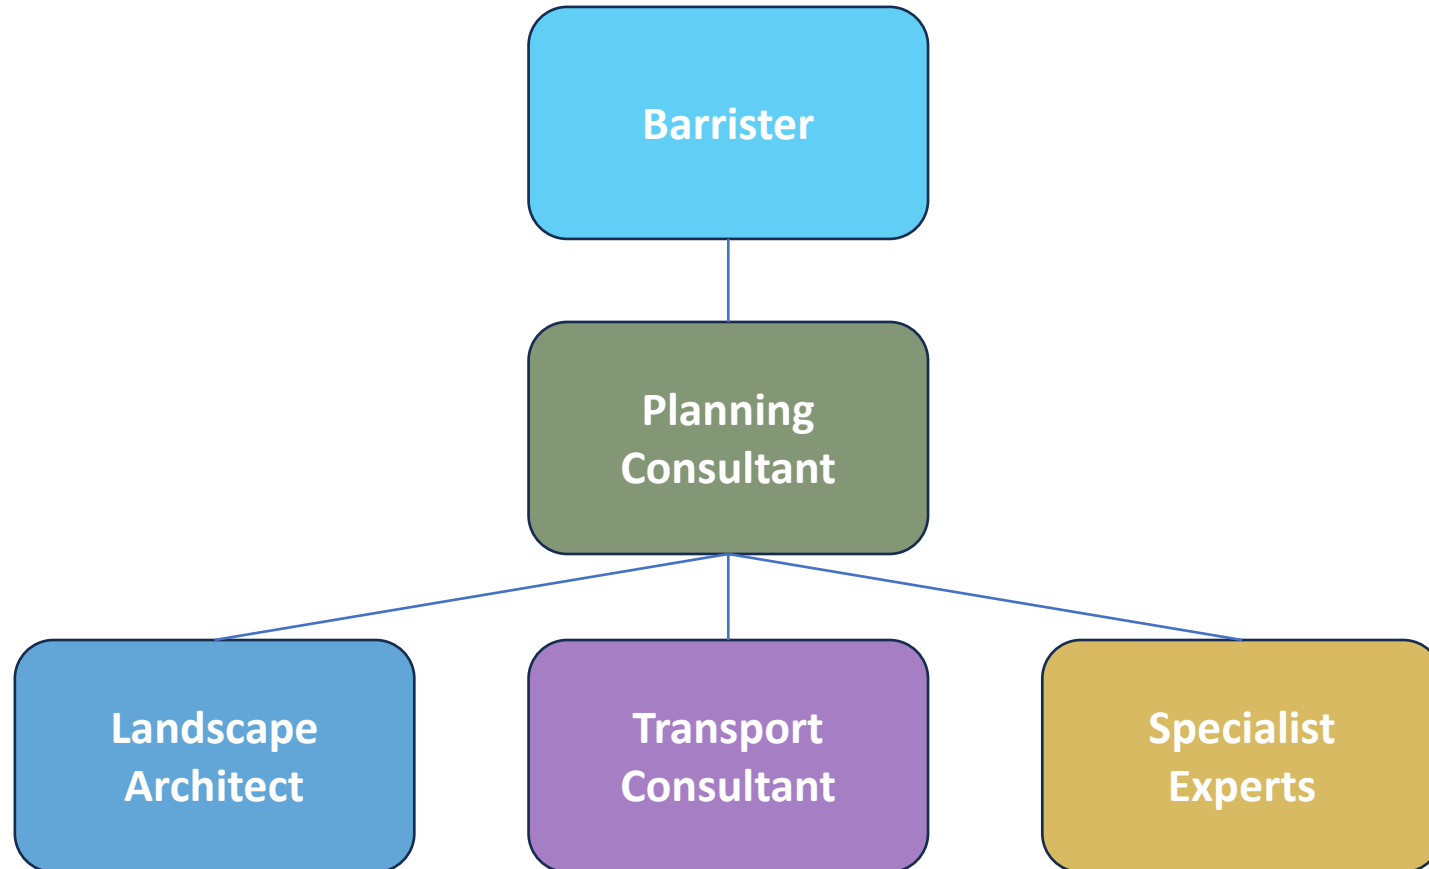 Barrister
Planning
Consultant
Landscape
Architect
Transport
Consultant
Specialist
Experts